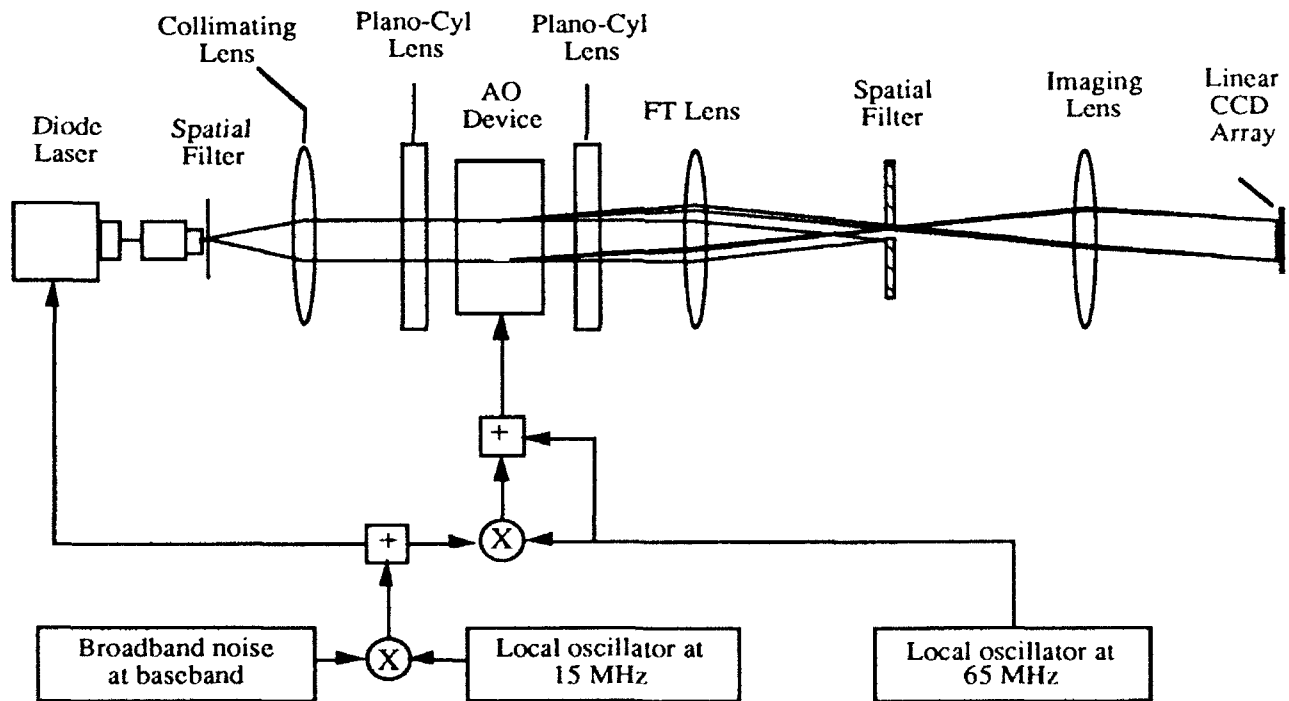 Collimating
Lens
Plano-Cyl
Lens
Plano-Cyl
Lens
AO
Device
FT Lens
Spatial
Filter
Imaging
Lens
Linear
CCD
Array
Diode
Laser
Spatial
Filter
+
+
X
X
Broadband noise
at baseband
Local oscillator at
15 MHz
Local oscillator at
65 MHz